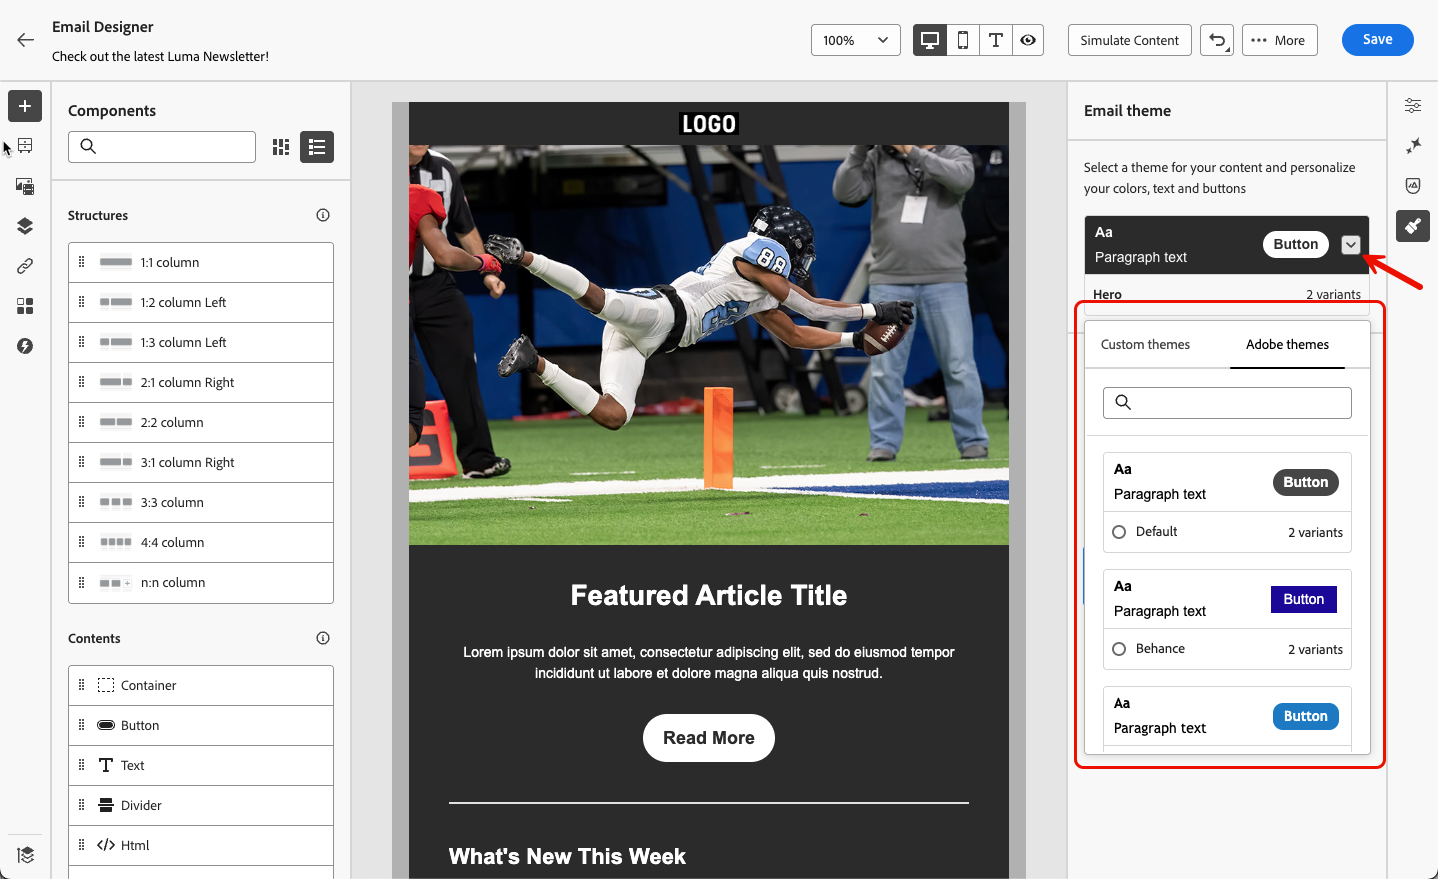 Email Designer
Check out the latest Luma Newsletter!
100%
Simulate Content
More
Save
Components
Structures
1:1 column
1:2 column Left
1:3 column Left
2:1 column Right
2:2 column
3:1 column Right
3:3 column
4:4 column
n:n column
Contents
Container
Button
Text
Divider
Html
LOGO
88
88
Featured Article Title
Lorem ipsum dolor sit amet, consectetur adipiscing elit, sed do eiusmod tempor
incididunt ut labore et dolore magna aliqua quis nostrud.
Read More
What's New This Week
Email theme
Select a theme for your content and personalize
your colors, text and buttons
Aa
Paragraph text
Button
Hero
2 variants
Custom themes
Adobe themes
Aa
Paragraph text
Button
Default
2 variants
Aa
Paragraph text
Button
Behance
2 variants
Aa
Paragraph text
Button